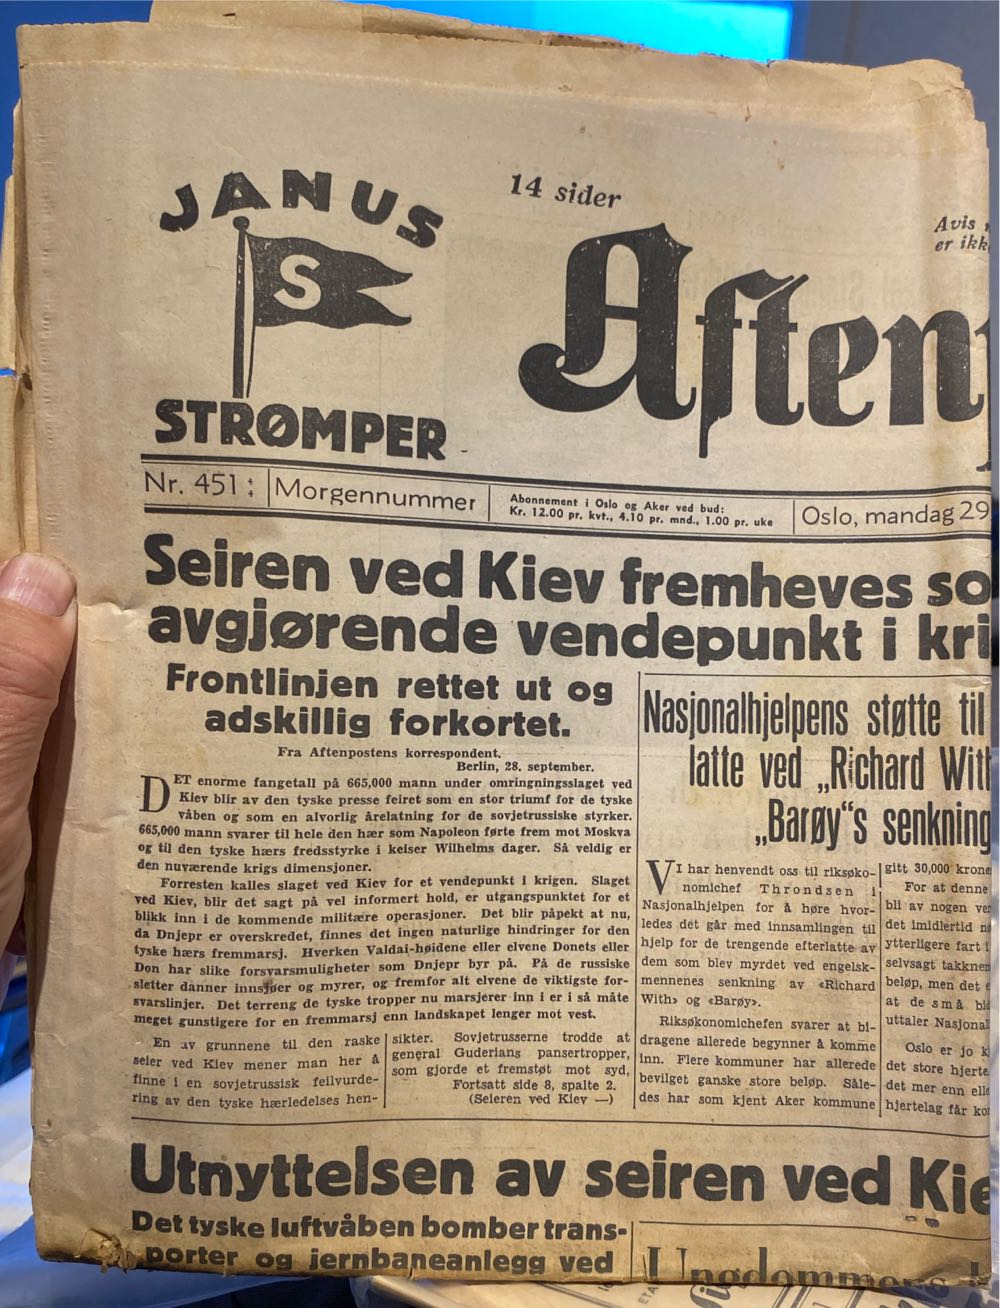 JANUS
S
STRØMPER
14 sider
Avis
er ikk
Aften
Nr. 451 : Morgennummer
Abonnement i Oslo og Aker ved bud:
Kr. 12.00 pr. kvt., 4.10 pr. mnd., 1.00 pr. uke
Oslo, mandag 29
Seiren ved Kiev fremheves so
avgjørende vendepunkt i kri
Frontlinjen rettet ut og
adskillig forkortet.
Fra Aftenpostens korrespondent.
Berlin, 28. september.
DET enorme fangetall på 665,000 mann under omringningsslaget ved
Kiev blir av den tyske presse feiret som en stor triumf for de tyske
våben og som en alvorlig årelatning for de sovjetrussiske styrker.
665,000 mann svarer til hele den hær som Napoleon førte frem mot Moskva
og til den tyske hærs fredsstyrke i keiser Wilhelms dager. Så veldig er
den nuværende krigs dimensjoner.
Forresten kalles slaget ved Kiev for et vendepunkt i krigen. Slaget
ved Kiev, blir det sagt på vel informert hold, er utgangspunktet for et
blikk inn i de kommende militære operasjoner. Det blir påpekt at nu,
da Dnjepr er overskredet, finnes det ingen naturlige hindringer for den
tyske hærs fremmarsj. Hverken Valdai-høidene eller elvene Donets eller
Don har slike forsvarsmuligheter som Dnjepr byr på. På de russiske
sletter danner innsjøer og myrer, og fremfor alt elvene de viktigste for-
svarslinjer. Det terreng de tyske tropper nu marsjerer inn i er i så måte
meget gunstigere for en fremmarsj enn landskapet lenger mot vest.
En av grunnene til den raske
seier ved Kiev mener man her å
finne i en sovjetrussisk feilvurde-
ring av den tyske hærledelses hen-
sikter. Sovjetrusserne trodde at
general Guderians pansertropper,
som gjorde et fremstøt mot syd,
Fortsatt side 8, spalte 2.
(Seieren ved Kiev —)
Nasjonalhjelpens støtte til
latte ved „Richard With
„Barøy“s senkning
VI har henvendt oss til riksøko-
nomichef Throndsen i
Nasjonalhjelpen for å høre hvor-
ledes det går med innsamlingen til
hjelp for de trengende efterlatte av
dem som blev myrdet ved engelsk-
mennenes senkning av «Richard
With» og «Barøy».
Riksøkonomichefen svarer at bi-
dragene allerede begynner å komme
inn. Flere kommuner har allerede
bevilget ganske store beløp. Såle-
des har som kjent Aker kommune
gitt 30,000 krone
For at denne
bli av nogen ver
det imidlertid
ytterligere fart i
selvsagt takknem
beløp, men det
at de små
uttaler Nasjonal
Oslo er jo
det store hjerte
det mer enn elle
hjertelag får
Utnyttelsen av seiren ved Kie
Det tyske luftvåben bomber trans-
porter og jernbaneanlegg ved
Ungdommens